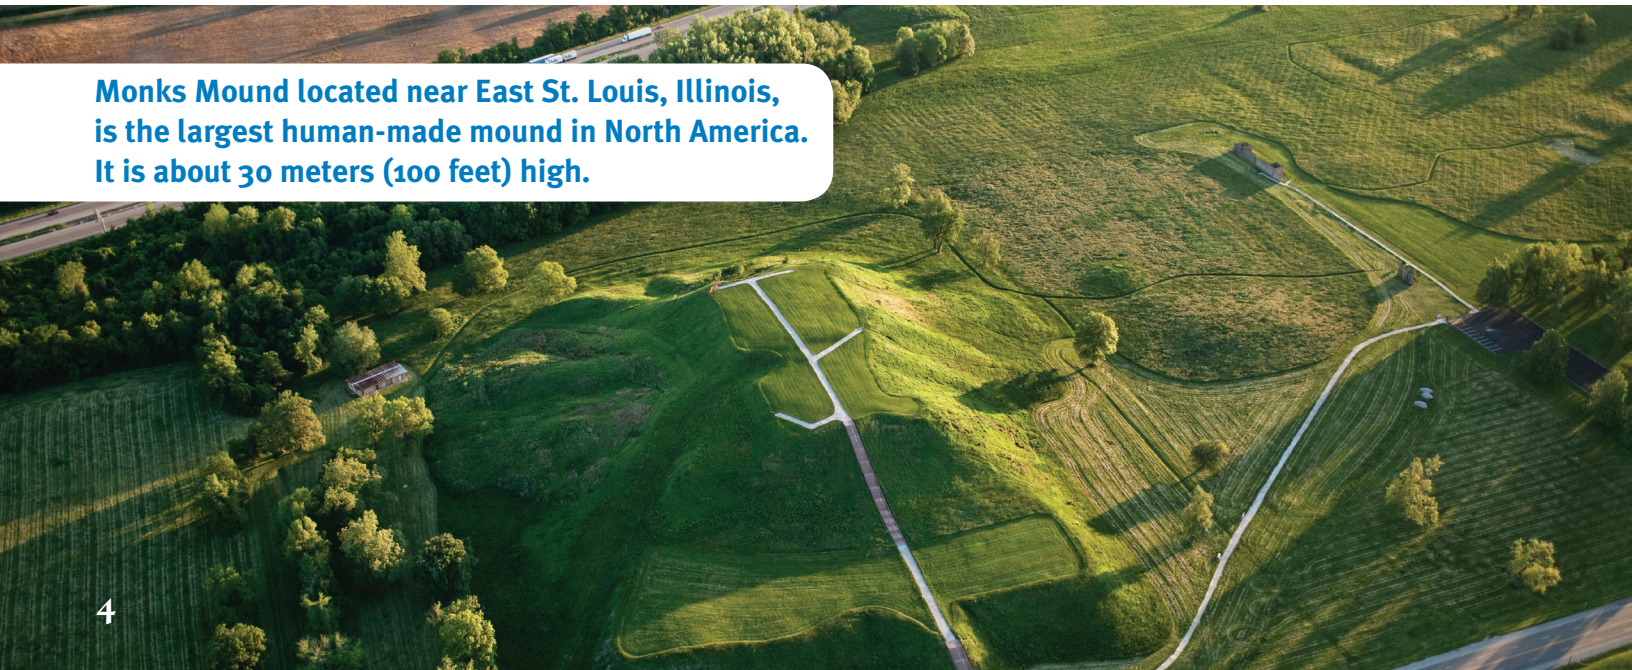 Monks Mound located near East St. Louis, Illinois,
is the largest human-made mound in North America.
It is about 30 meters (100 feet) high.
4